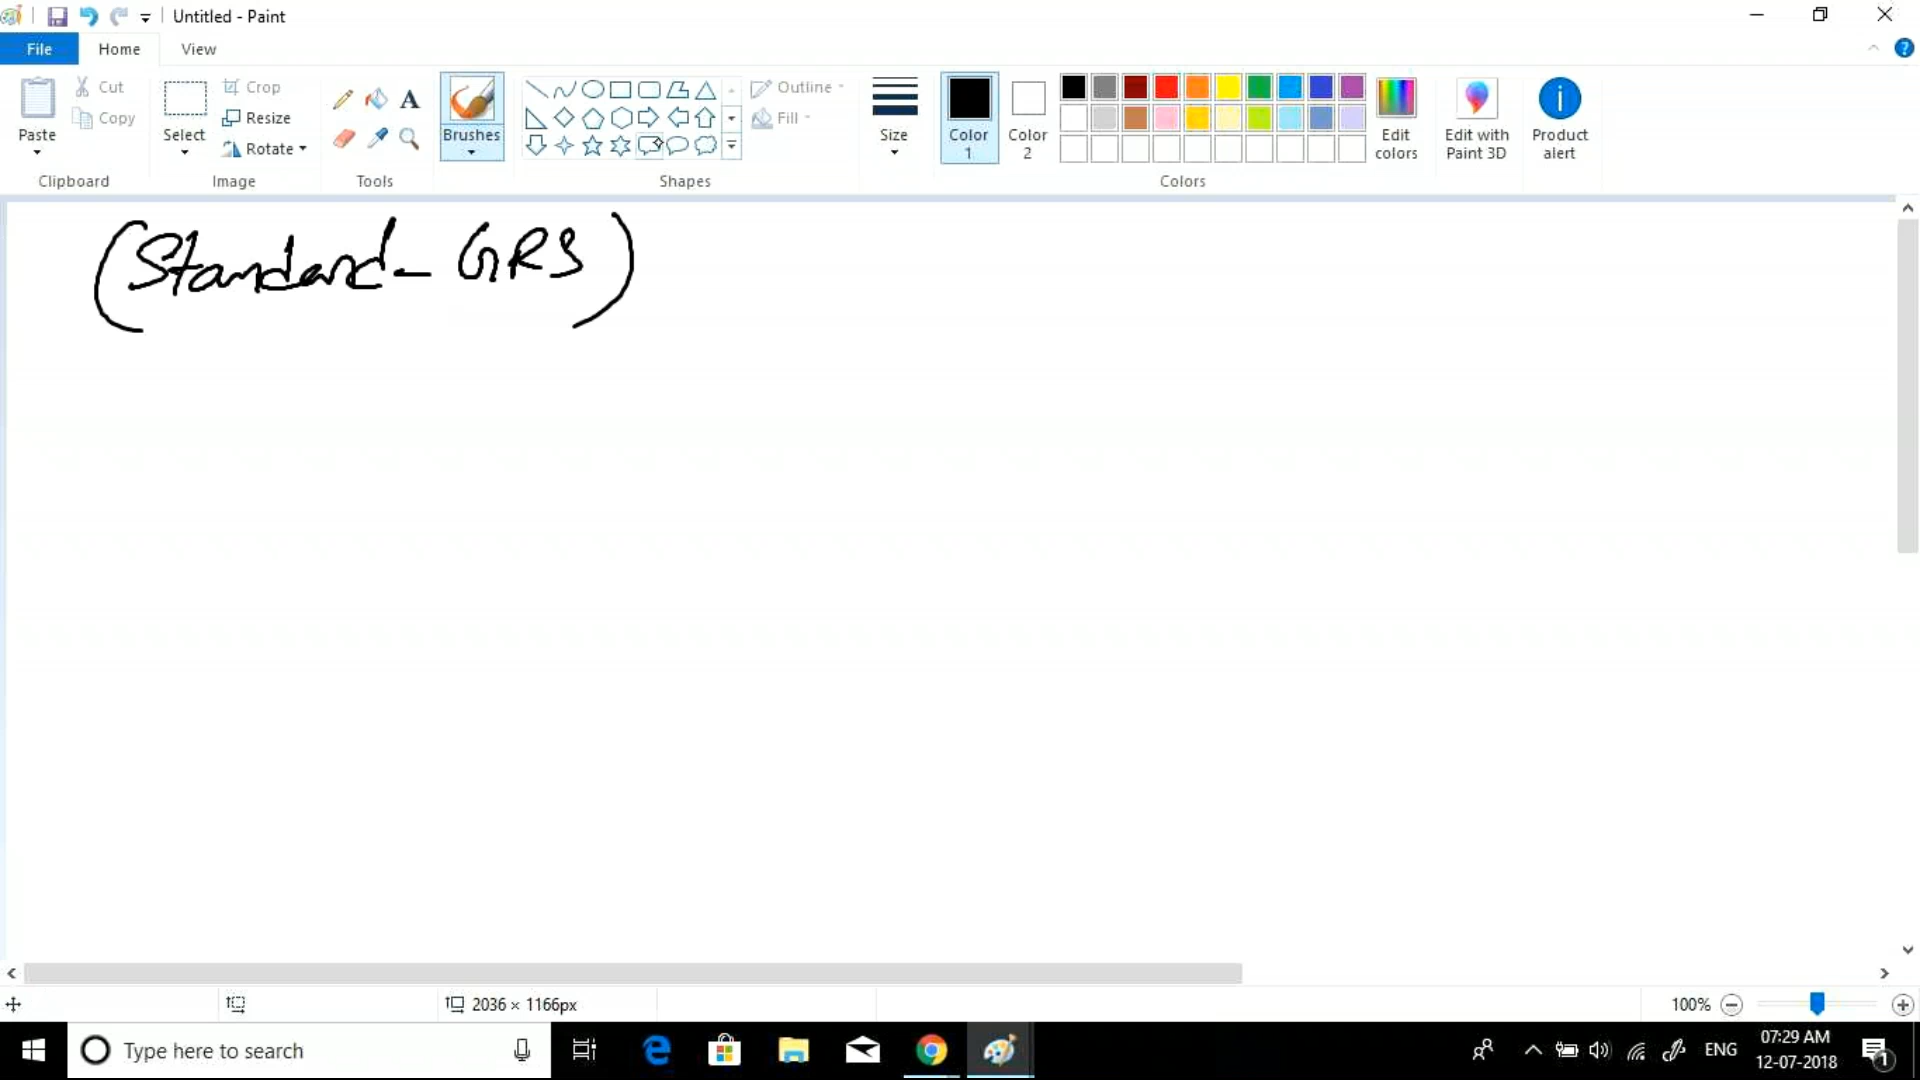 Untitled - Paint
File Home View
Paste Cut Copy Clipboard
Select Crop Resize Rotate Image
A Tools
Brushes
Shapes Outline Fill
Size
Color 1 Color 2 Edit colors Colors
Edit with Paint 3D
Product alert
(Standard - GRS)
2036 × 1166px 100%
Type here to search
ENG 07:29 AM
12-07-2018 1